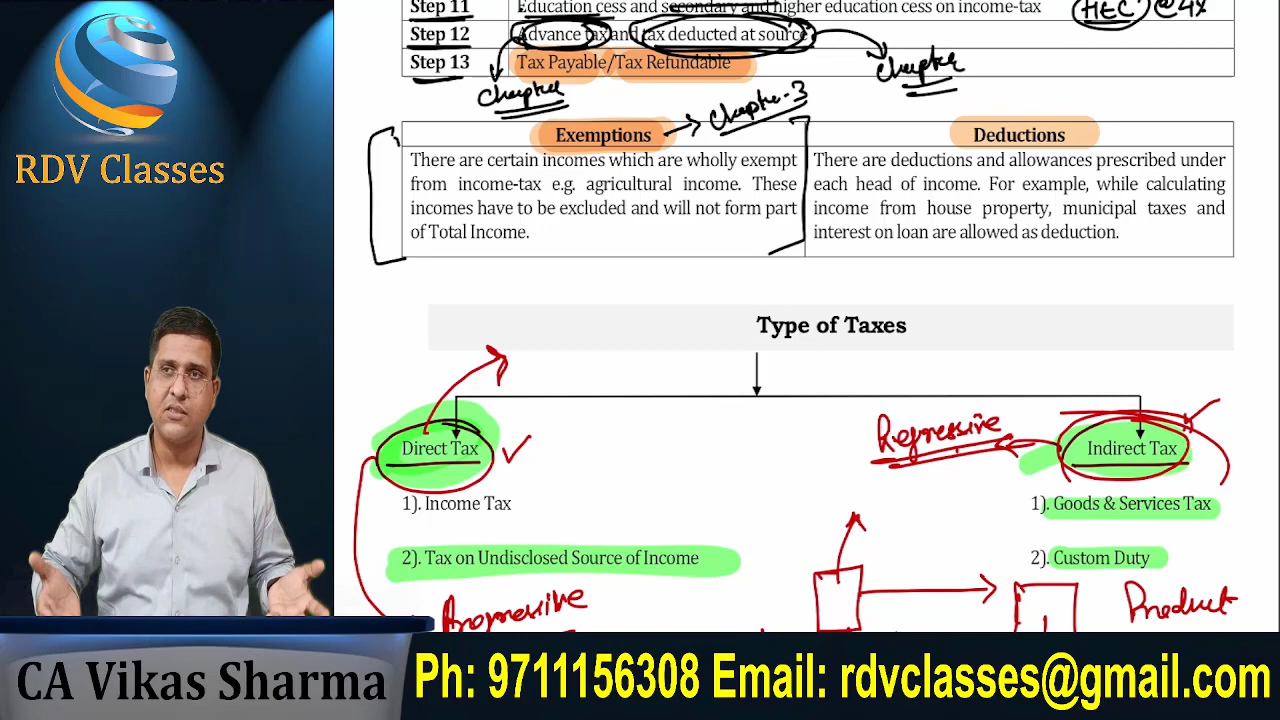 Step 11 Education cess and secondary and higher education cess on income-tax HEC @ 4%
Step 12 Advance tax and tax deducted at source
Step 13 Tax Payable/Tax Refundable
Chapter
Chapter
Exemptions
Chapter-3
Deductions
There are certain incomes which are wholly exempt
from income-tax e.g. agricultural income. These
incomes have to be excluded and will not form part
of Total Income.
There are deductions and allowances prescribed under
each head of income. For example, while calculating
income from house property, municipal taxes and
interest on loan are allowed as deduction.
RDV Classes
Type of Taxes
Direct Tax
Regressive
Indirect Tax
1). Income Tax
1). Goods & Services Tax
2). Tax on Undisclosed Source of Income
2). Custom Duty
Progressive
Product
CA Vikas Sharma
Ph: 9711156308 Email: rdvclasses@gmail.com